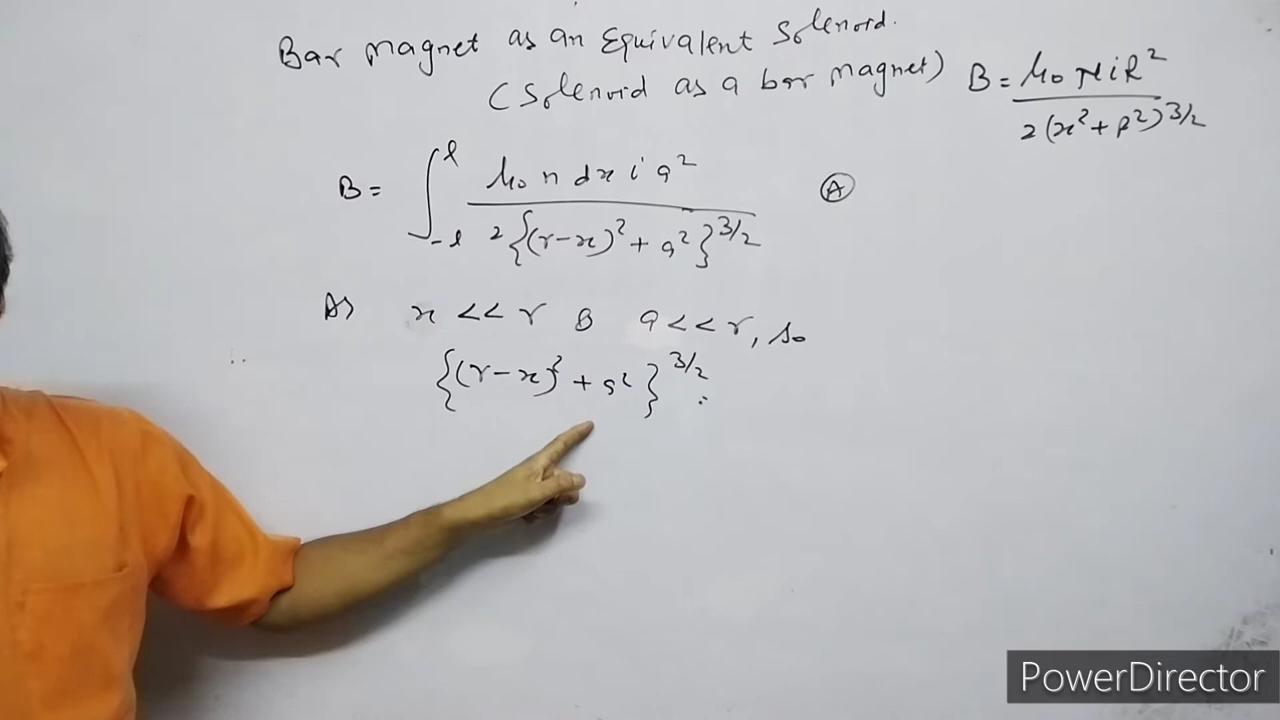 Bar magnet as an Equivalent Solenoid.
(Solenoid as a bar magnet)
B = μ₀ N i R² / 2(x² + R²)^3/2
B = ∫_{-l}^{l} μ₀ n dx i a² / 2{(r-x)² + a²}^3/2 Ⓐ
As x << r & a << r, so
{(r-x)² + a²}^3/2 :
PowerDirector